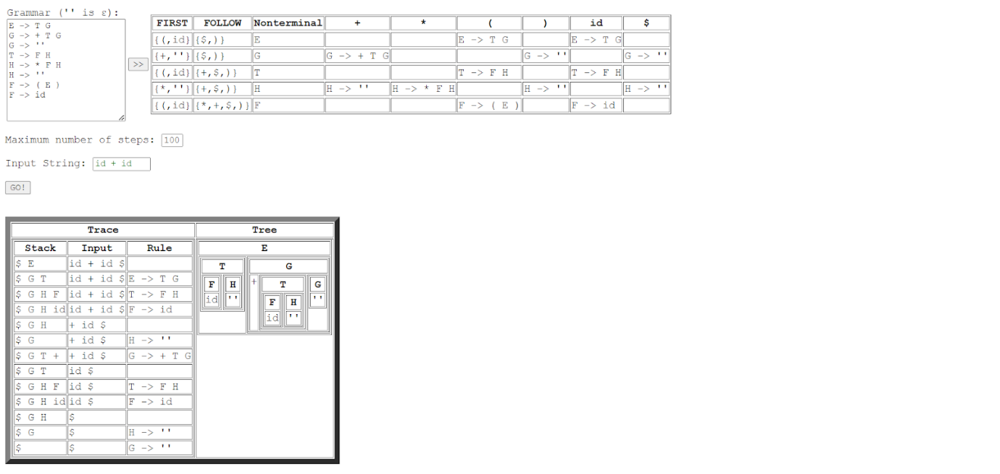 Grammar ('' is ε):
E -> T G
G -> + T G
G -> ''
T -> F H
H -> * F H
H -> ''
F -> ( E )
F -> id
>>
FIRST FOLLOW Nonterminal + * ( ) id $
{(,id} {$,)} E E -> T G E -> T G
{+,''} {$,)} G G -> + T G G -> '' G -> ''
{(,id} {+,$,)} T T -> F H T -> F H
{*,''} {+,$,)} H H -> '' H -> * F H H -> '' H -> ''
{(,id} {*,+,$,)} F F -> ( E ) F -> id
Maximum number of steps: 100
Input String: id + id
GO!
Trace
Stack Input Rule
$ E id + id $
$ G T id + id $ E -> T G
$ G H F id + id $ T -> F H
$ G H id id + id $ F -> id
$ G H + id $
$ G + id $ H -> ''
$ G T + + id $ G -> + T G
$ G T id $
$ G H F id $ T -> F H
$ G H id id $ F -> id
$ G H $
$ G $ H -> ''
$ $ G -> ''
Tree
E
T G
F H + T G
id '' F H ''
id ''